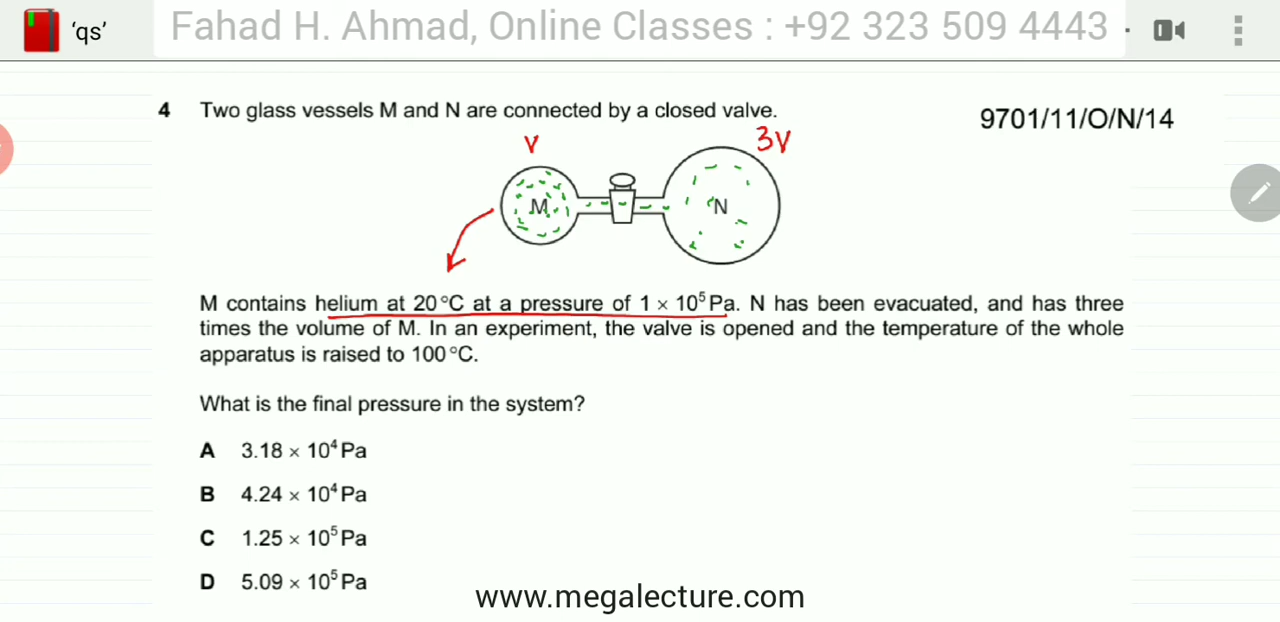 'qs'
Fahad H. Ahmad, Online Classes : +92 323 509 4443
4 Two glass vessels M and N are connected by a closed valve.
9701/11/O/N/14
V
3V
M
N
M contains helium at 20 °C at a pressure of 1 × 10⁵ Pa. N has been evacuated, and has three
times the volume of M. In an experiment, the valve is opened and the temperature of the whole
apparatus is raised to 100 °C.
What is the final pressure in the system?
A 3.18 × 10⁴ Pa
B 4.24 × 10⁴ Pa
C 1.25 × 10⁵ Pa
D 5.09 × 10⁵ Pa
www.megalecture.com